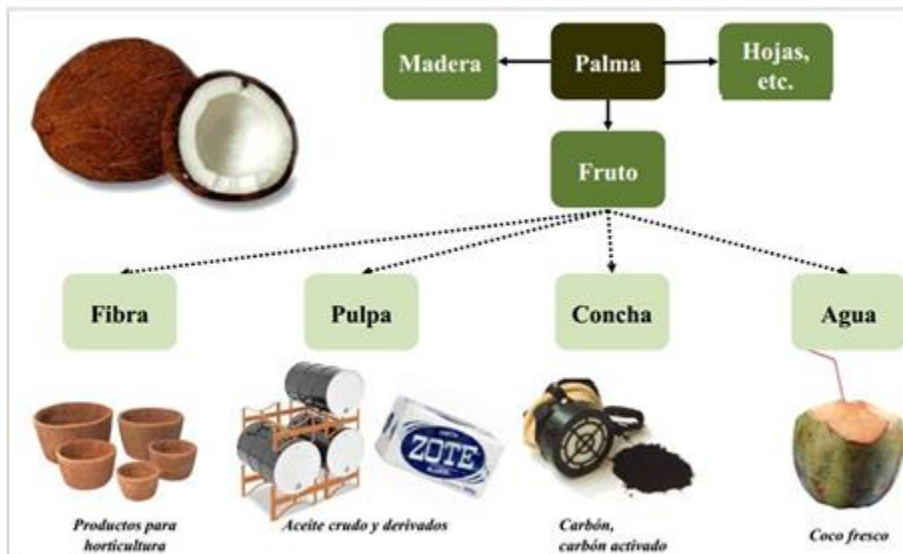 Madera
Palma
Hojas,
etc.
Fruto
Fibra
Pulpa
Concha
Agua
ZOTE
Productos para
horticultura
Aceite crudo y derivados
Carbón,
carbón activado
Coco fresco